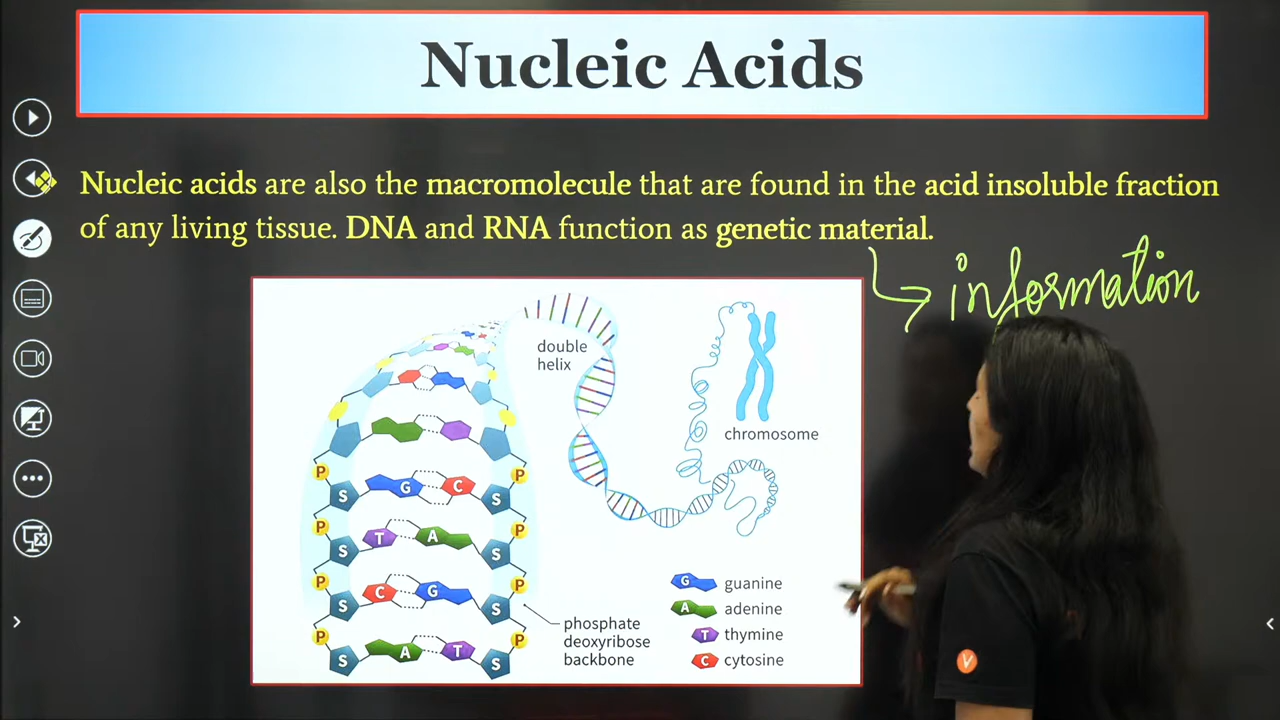 Nucleic Acids
Nucleic acids are also the macromolecule that are found in the acid insoluble fraction
of any living tissue. DNA and RNA function as genetic material.
information
double
helix
chromosome
P
P
S
G
C
S
P
P
S
T
A
S
P
P
S
C
G
S
P
P
S
A
T
S
phosphate
deoxyribose
backbone
G guanine
A adenine
T thymine
C cytosine
V